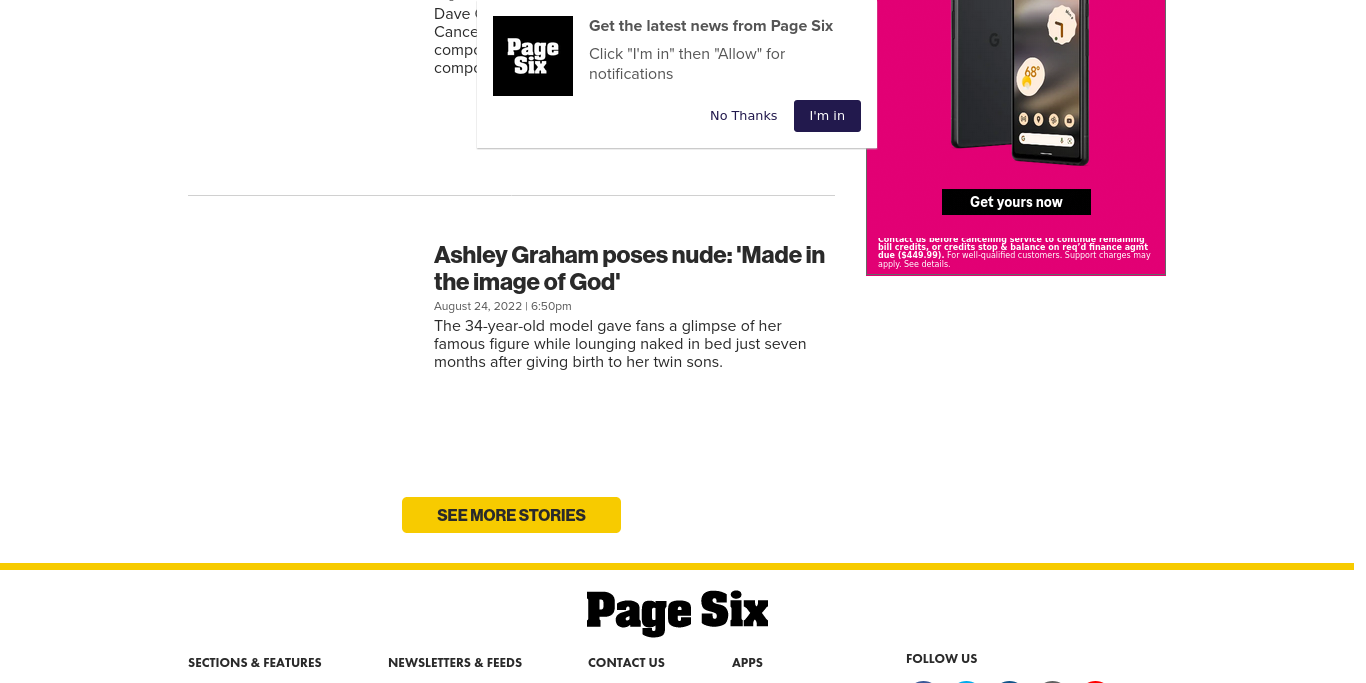 Dave
Cance
compo
compo
Page
Six
Get the latest news from Page Six
Click "I'm in" then "Allow" for
notifications
No Thanks
I'm in
68°
Get yours now
Contact us before cancelling service to continue remaining
bill credits, or credits stop & balance on req'd finance agmt
due ($449.99). For well-qualified customers. Support charges may
apply. See details.
Ashley Graham poses nude: 'Made in
the image of God'
August 24, 2022 | 6:50pm
The 34-year-old model gave fans a glimpse of her
famous figure while lounging naked in bed just seven
months after giving birth to her twin sons.
SEE MORE STORIES
Page Six
SECTIONS & FEATURES
NEWSLETTERS & FEEDS
CONTACT US
APPS
FOLLOW US